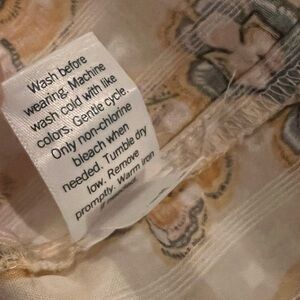 Wash before
wearing. Machine
wash cold with like
colors. Gentle cycle.
Only non-chlorine
bleach when
needed. Tumble dry
low. Remove
promptly. Warm iron